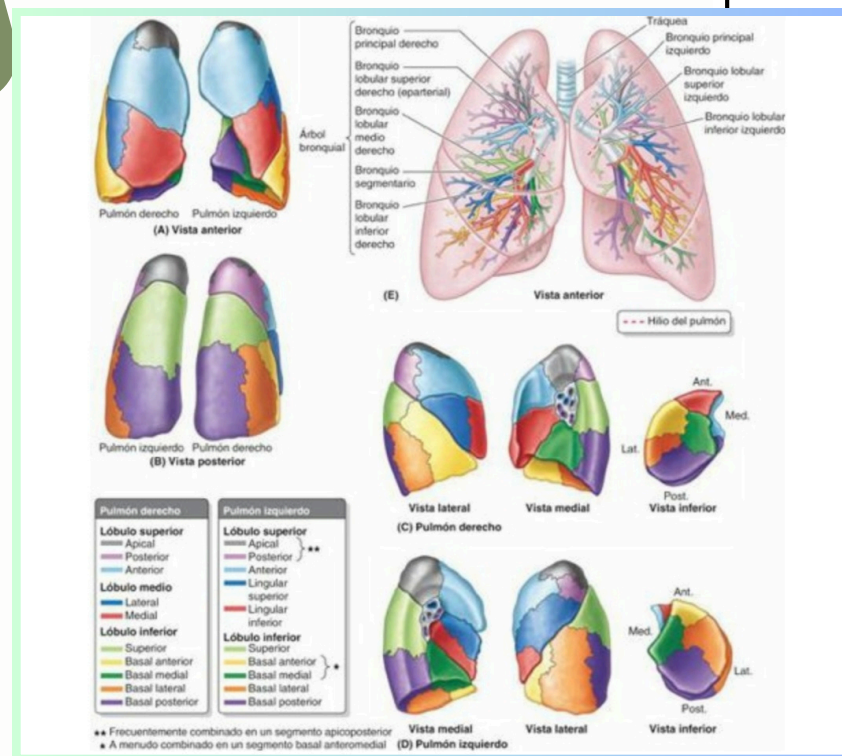 Pulmón derecho Pulmón izquierdo
(A) Vista anterior
Árbol
bronquial
Bronquio
principal derecho
Bronquio
lobular superior
derecho (eparterial)
Bronquio
lobular
medio
derecho
Bronquio
segmentario
Bronquio
lobular
inferior
derecho
Tráquea
Bronquio principal
izquierdo
Bronquio lobular
superior
izquierdo
Bronquio lobular
inferior izquierdo
(E) Vista anterior
Hilio del pulmón
Pulmón izquierdo Pulmón derecho
(B) Vista posterior
Ant.
Med.
Lat.
Post.
Vista lateral Vista medial Vista inferior
(C) Pulmón derecho
Pulmón derecho
Lóbulo superior
Apical
Posterior
Anterior
Lóbulo medio
Lateral
Medial
Lóbulo inferior
Superior
Basal anterior
Basal medial
Basal lateral
Basal posterior
Pulmón izquierdo
Lóbulo superior
Apical
Posterior
**
Anterior
Lingular
superior
Lingular
inferior
Lóbulo inferior
Superior
Basal anterior
Basal medial
*
Basal lateral
Basal posterior
** Frecuentemente combinado en un segmento apicoposterior
* A menudo combinado en un segmento basal anteromedial
Ant.
Med.
Lat.
Post.
Vista medial Vista lateral Vista inferior
(D) Pulmón izquierdo